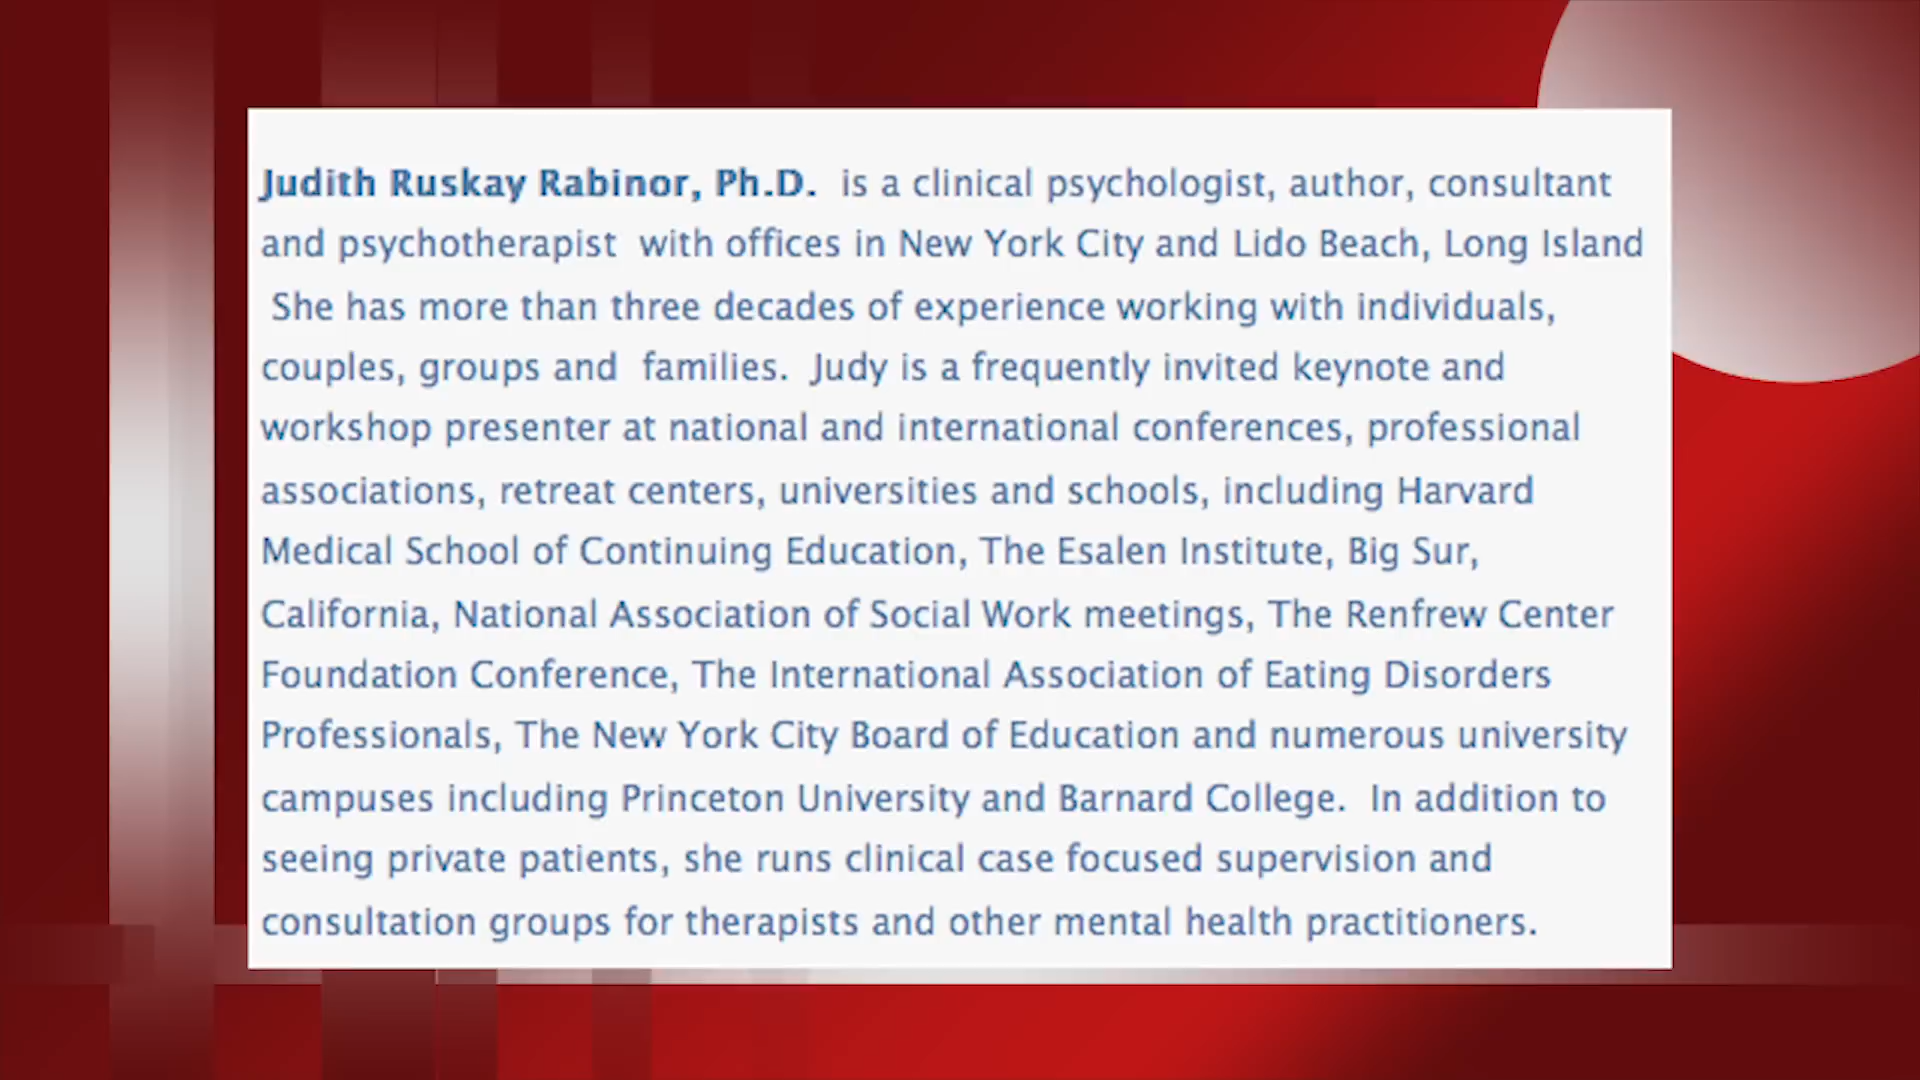 Judith Ruskay Rabinor, Ph.D.  is a clinical psychologist, author, consultant
and psychotherapist  with offices in New York City and Lido Beach, Long Island
She has more than three decades of experience working with individuals,
couples, groups and  families.  Judy is a frequently invited keynote and
workshop presenter at national and international conferences, professional
associations, retreat centers, universities and schools, including Harvard
Medical School of Continuing Education, The Esalen Institute, Big Sur,
California, National Association of Social Work meetings, The Renfrew Center
Foundation Conference, The International Association of Eating Disorders
Professionals, The New York City Board of Education and numerous university
campuses including Princeton University and Barnard College.  In addition to
seeing private patients, she runs clinical case focused supervision and
consultation groups for therapists and other mental health practitioners.